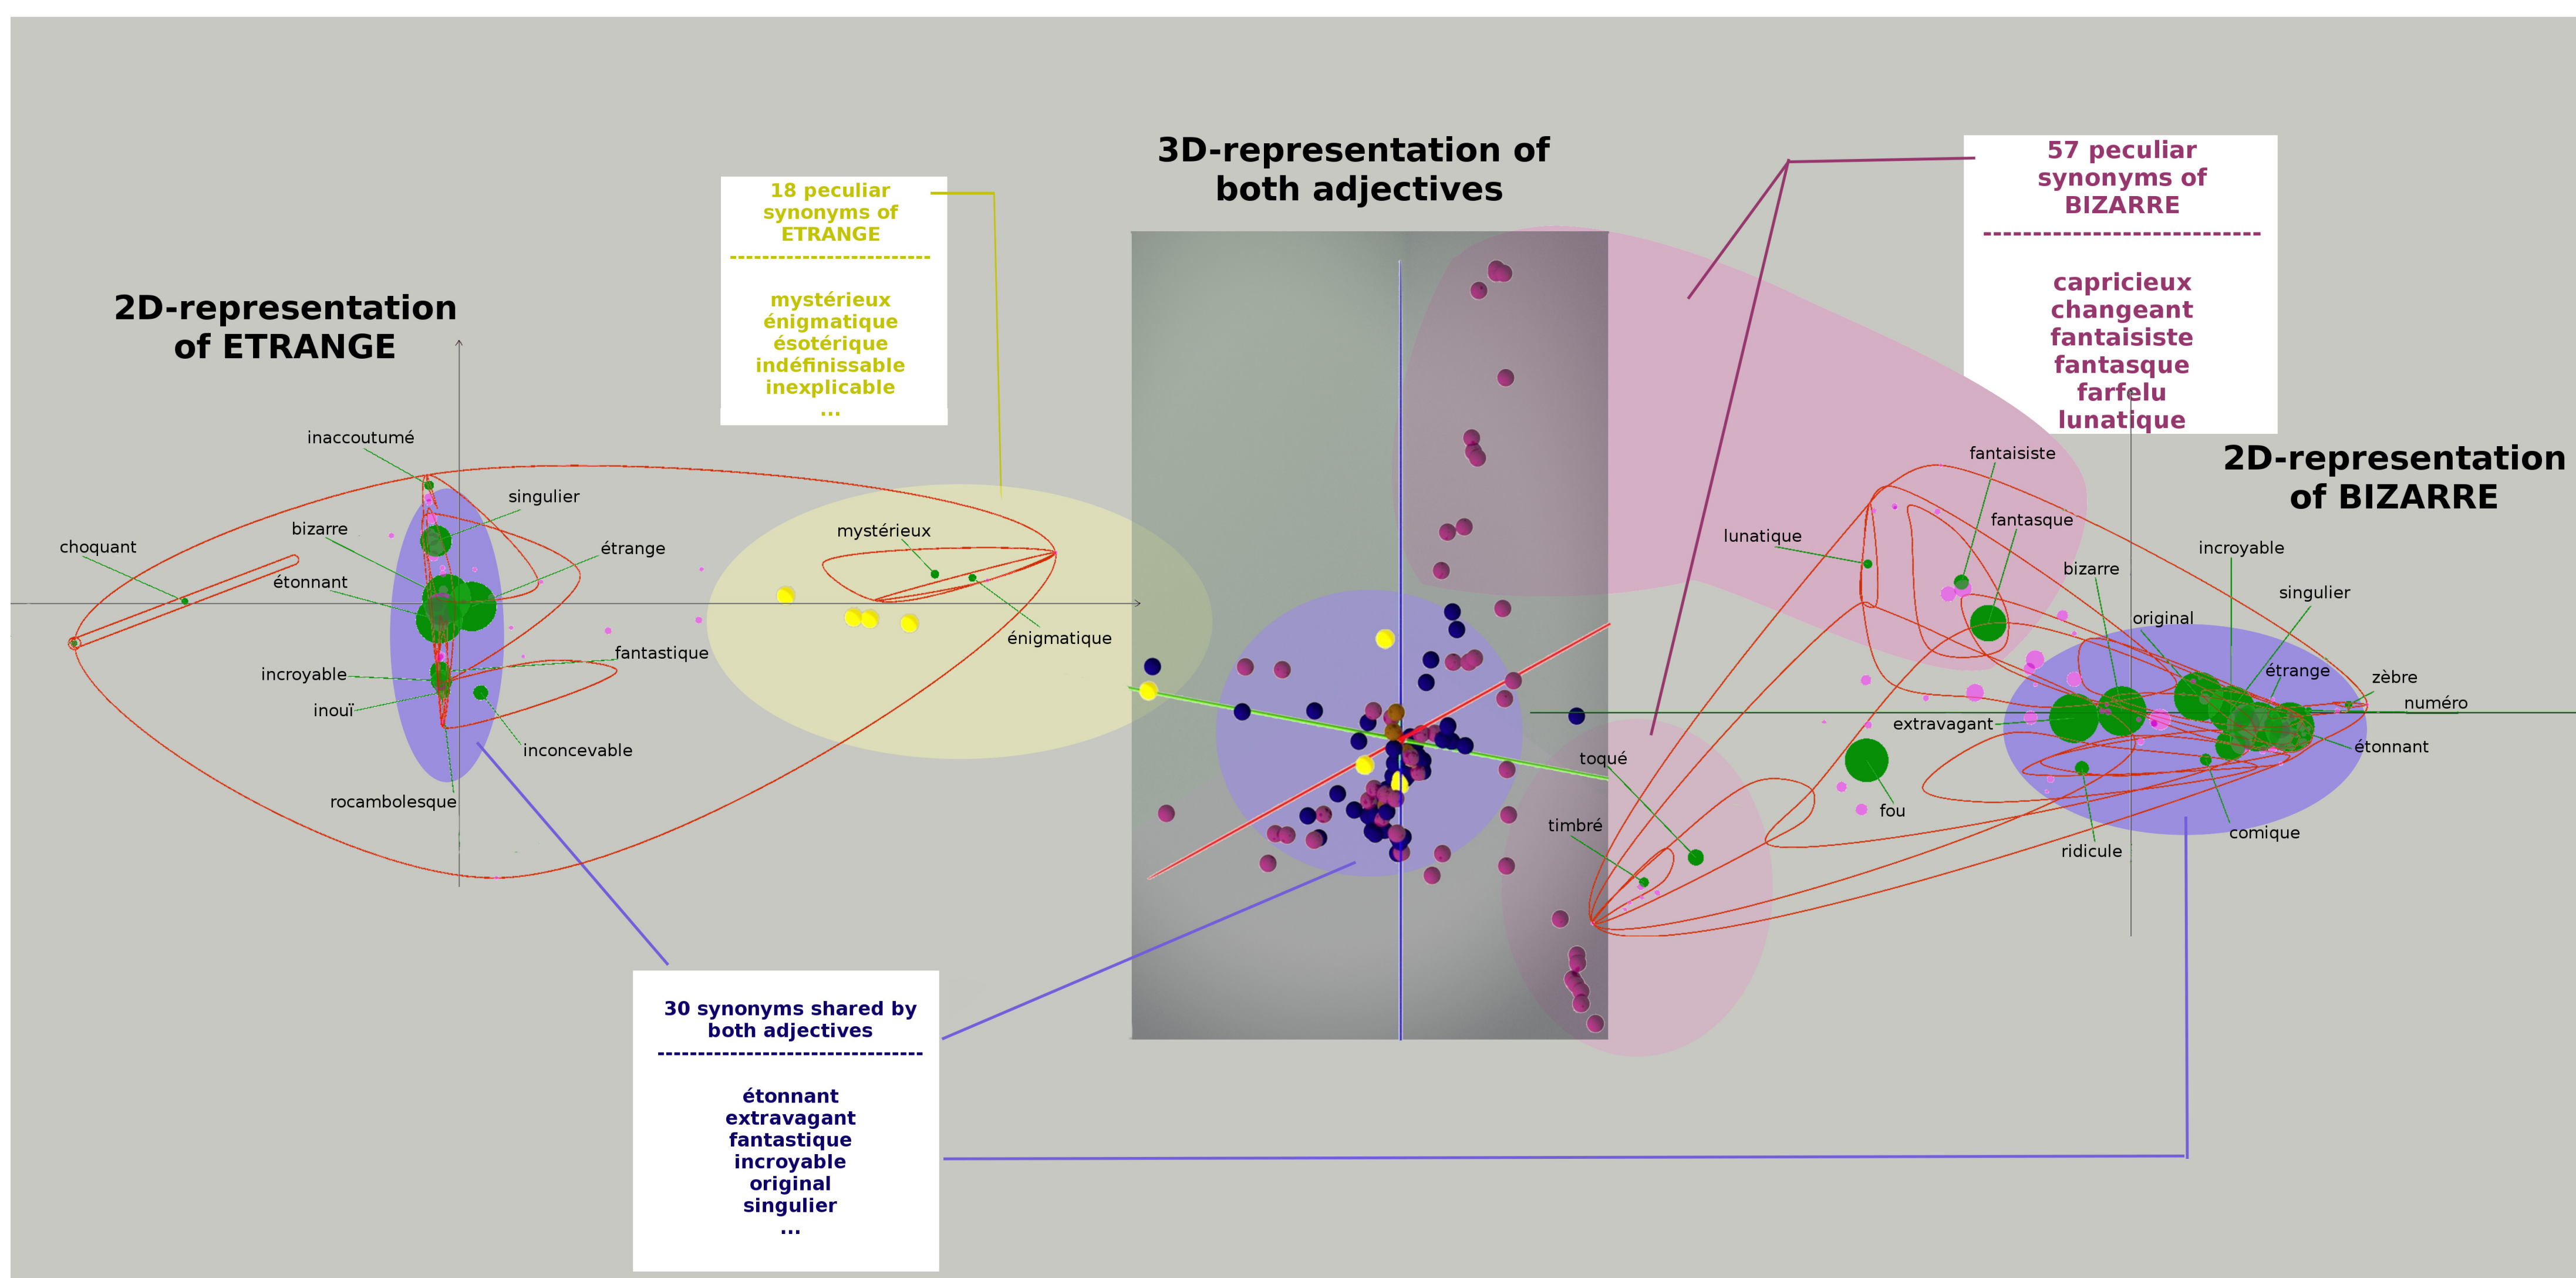 3D-representation of
both adjectives
18 peculiar
synonyms of
ETRANGE
--------------------------
mystérieux
énigmatique
ésotérique
indéfinissable
inexplicable
...
57 peculiar
synonyms of
BIZARRE
----------------------------
capricieux
changeant
fantaisiste
fantasque
farfelu
lunatique
2D-representation
of ETRANGE
inaccoutumé
singulier
bizarre
étrange
choquant
étonnant
fantastique
incroyable
inouï
inconcevable
rocambolesque
mystérieux
énigmatique
2D-representation
of BIZARRE
fantaisiste
fantasque
lunatique
incroyable
bizarre
singulier
original
étrange
zèbre
numéro
extravagant
étonnant
toqué
fou
timbré
comique
ridicule
30 synonyms shared by
both adjectives
---------------------------------
étonnant
extravagant
fantastique
incroyable
original
singulier
...